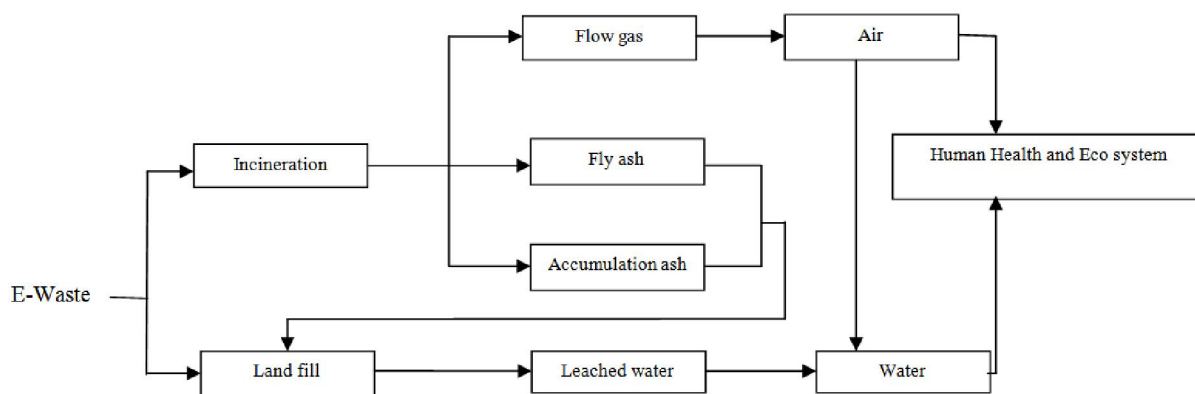 Flow gas
Air
Incineration
Fly ash
Human Health and Eco system
Accumulation ash
E-Waste
Land fill
Leached water
Water